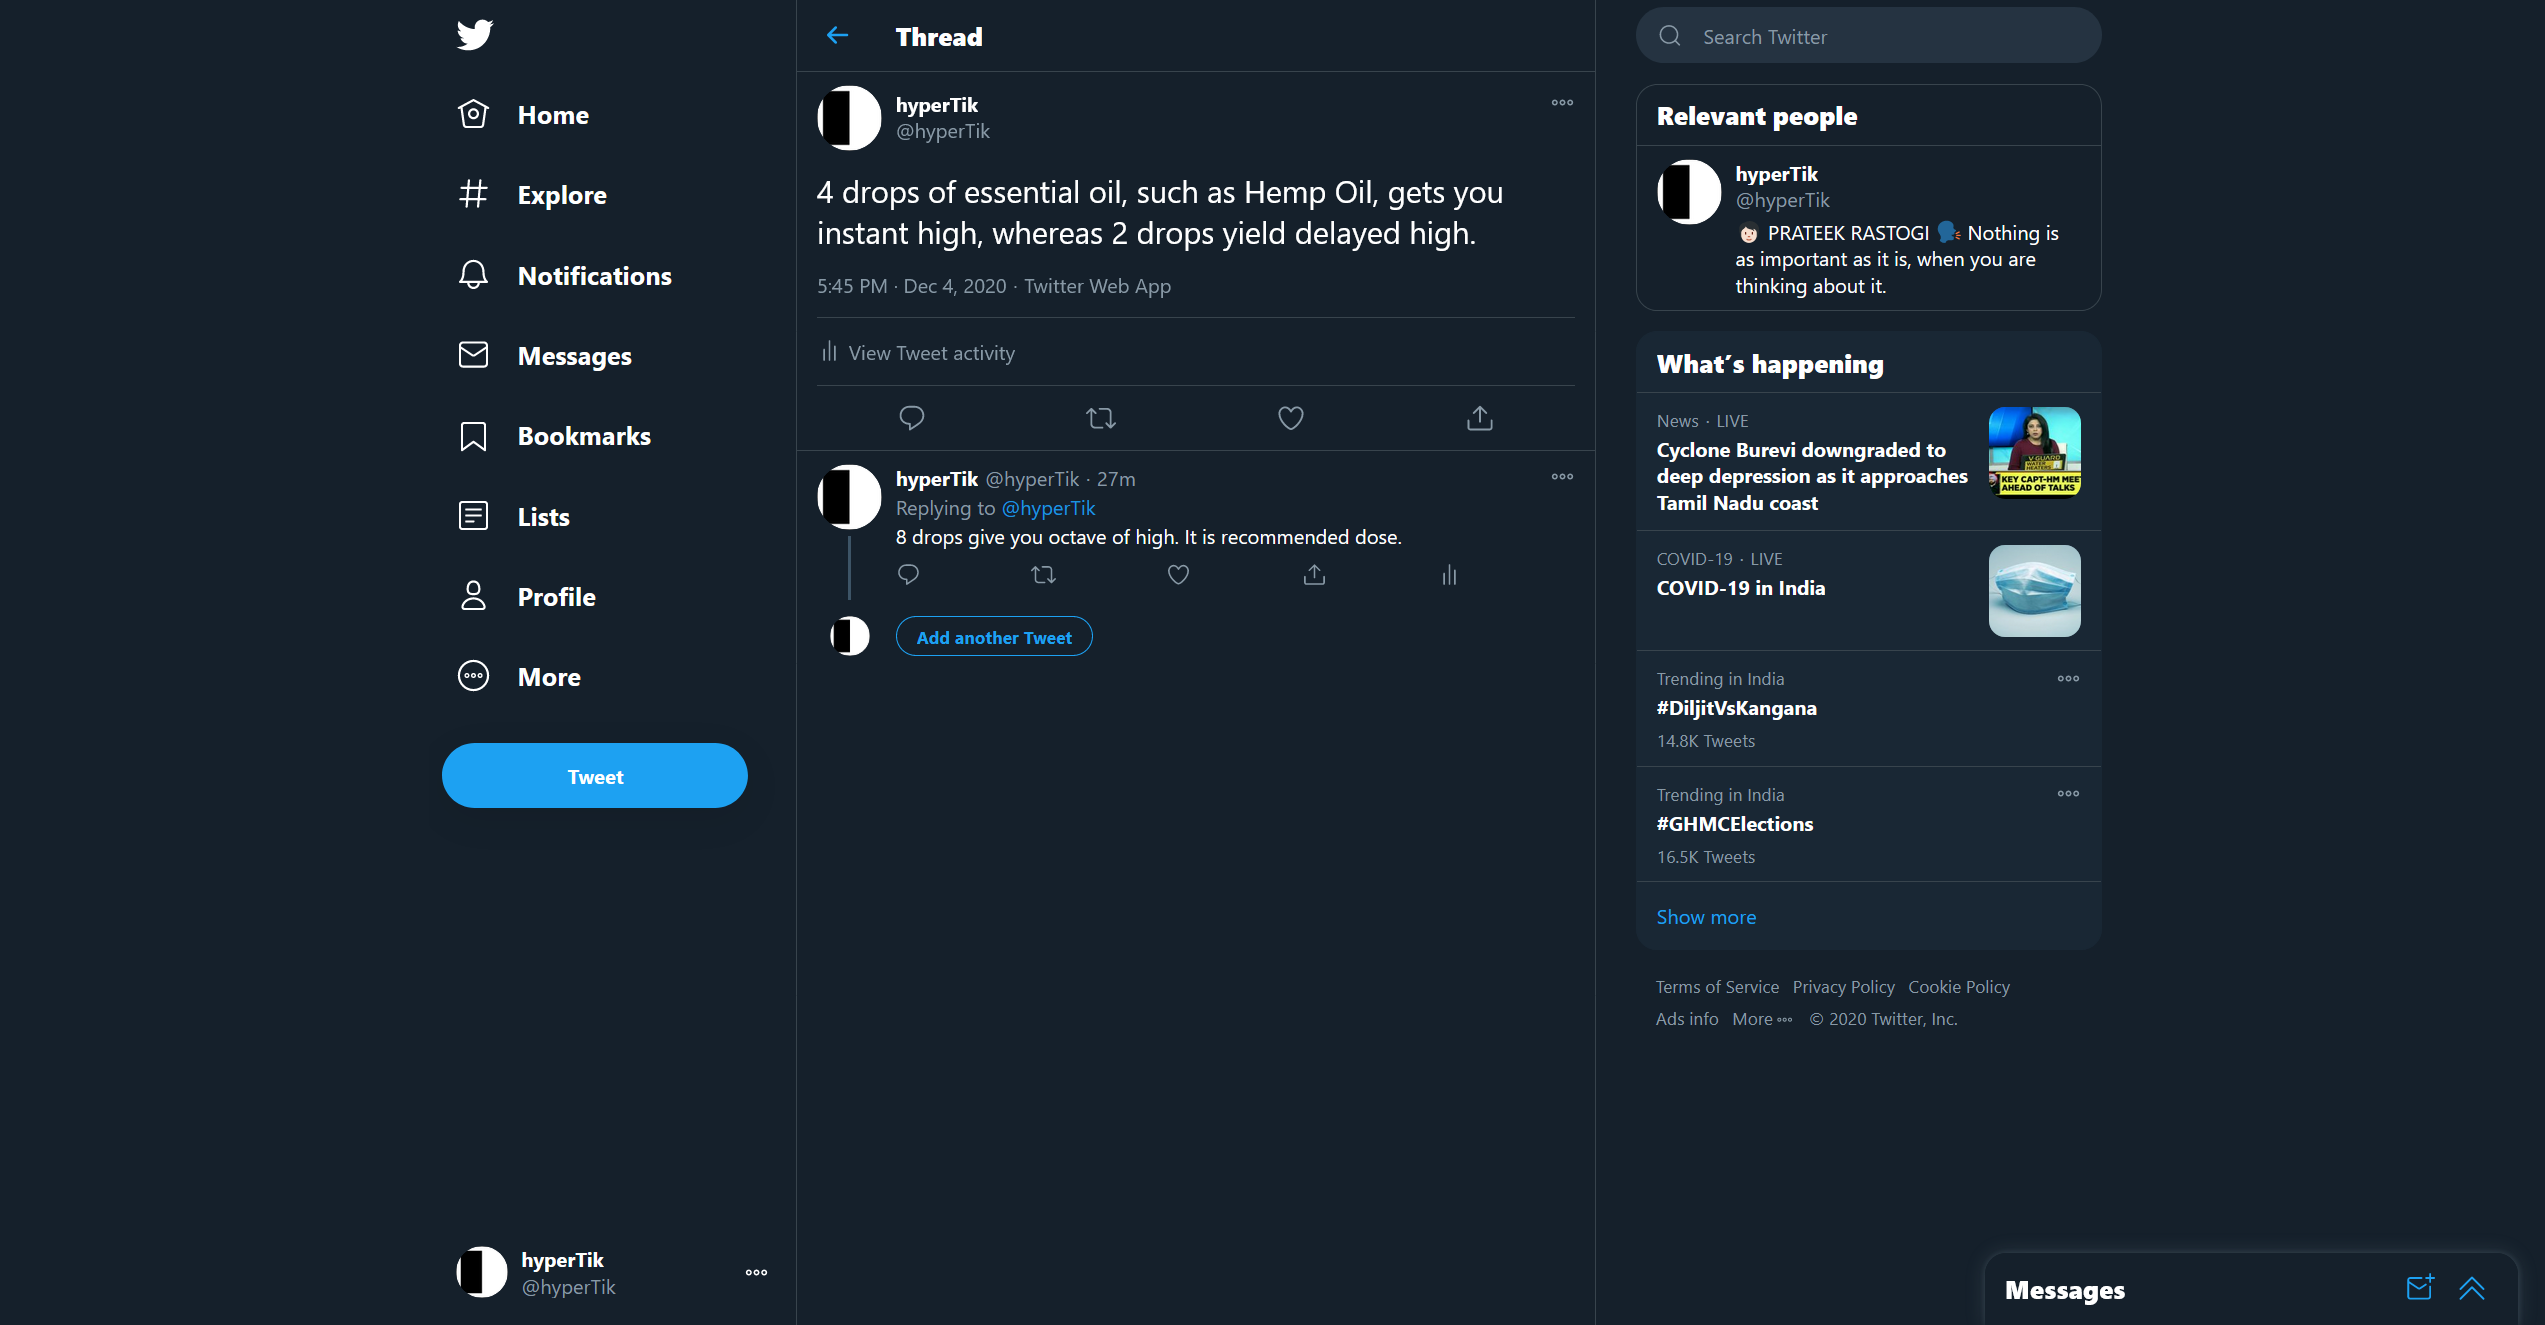 Home
Explore
Notifications
Messages
Bookmarks
Lists
Profile
More
Tweet
hyperTik
@hyperTik
Thread
hyperTik
@hyperTik
4 drops of essential oil, such as Hemp Oil, gets you
instant high, whereas 2 drops yield delayed high.
5:45 PM · Dec 4, 2020 · Twitter Web App
View Tweet activity
hyperTik @hyperTik · 27m
Replying to @hyperTik
8 drops give you octave of high. It is recommended dose.
Add another Tweet
Search Twitter
Relevant people
hyperTik
@hyperTik
PRATEEK RASTOGI Nothing is
as important as it is, when you are
thinking about it.
What's happening
News · LIVE
Cyclone Burevi downgraded to
deep depression as it approaches
Tamil Nadu coast
V-GUARD
WATER
HEATERS
KEY CAPT-HM MEE
AHEAD OF TALKS
COVID-19 · LIVE
COVID-19 in India
Trending in India
#DiljitVsKangana
14.8K Tweets
Trending in India
#GHMCElections
16.5K Tweets
Show more
Terms of Service Privacy Policy Cookie Policy
Ads info More © 2020 Twitter, Inc.
Messages